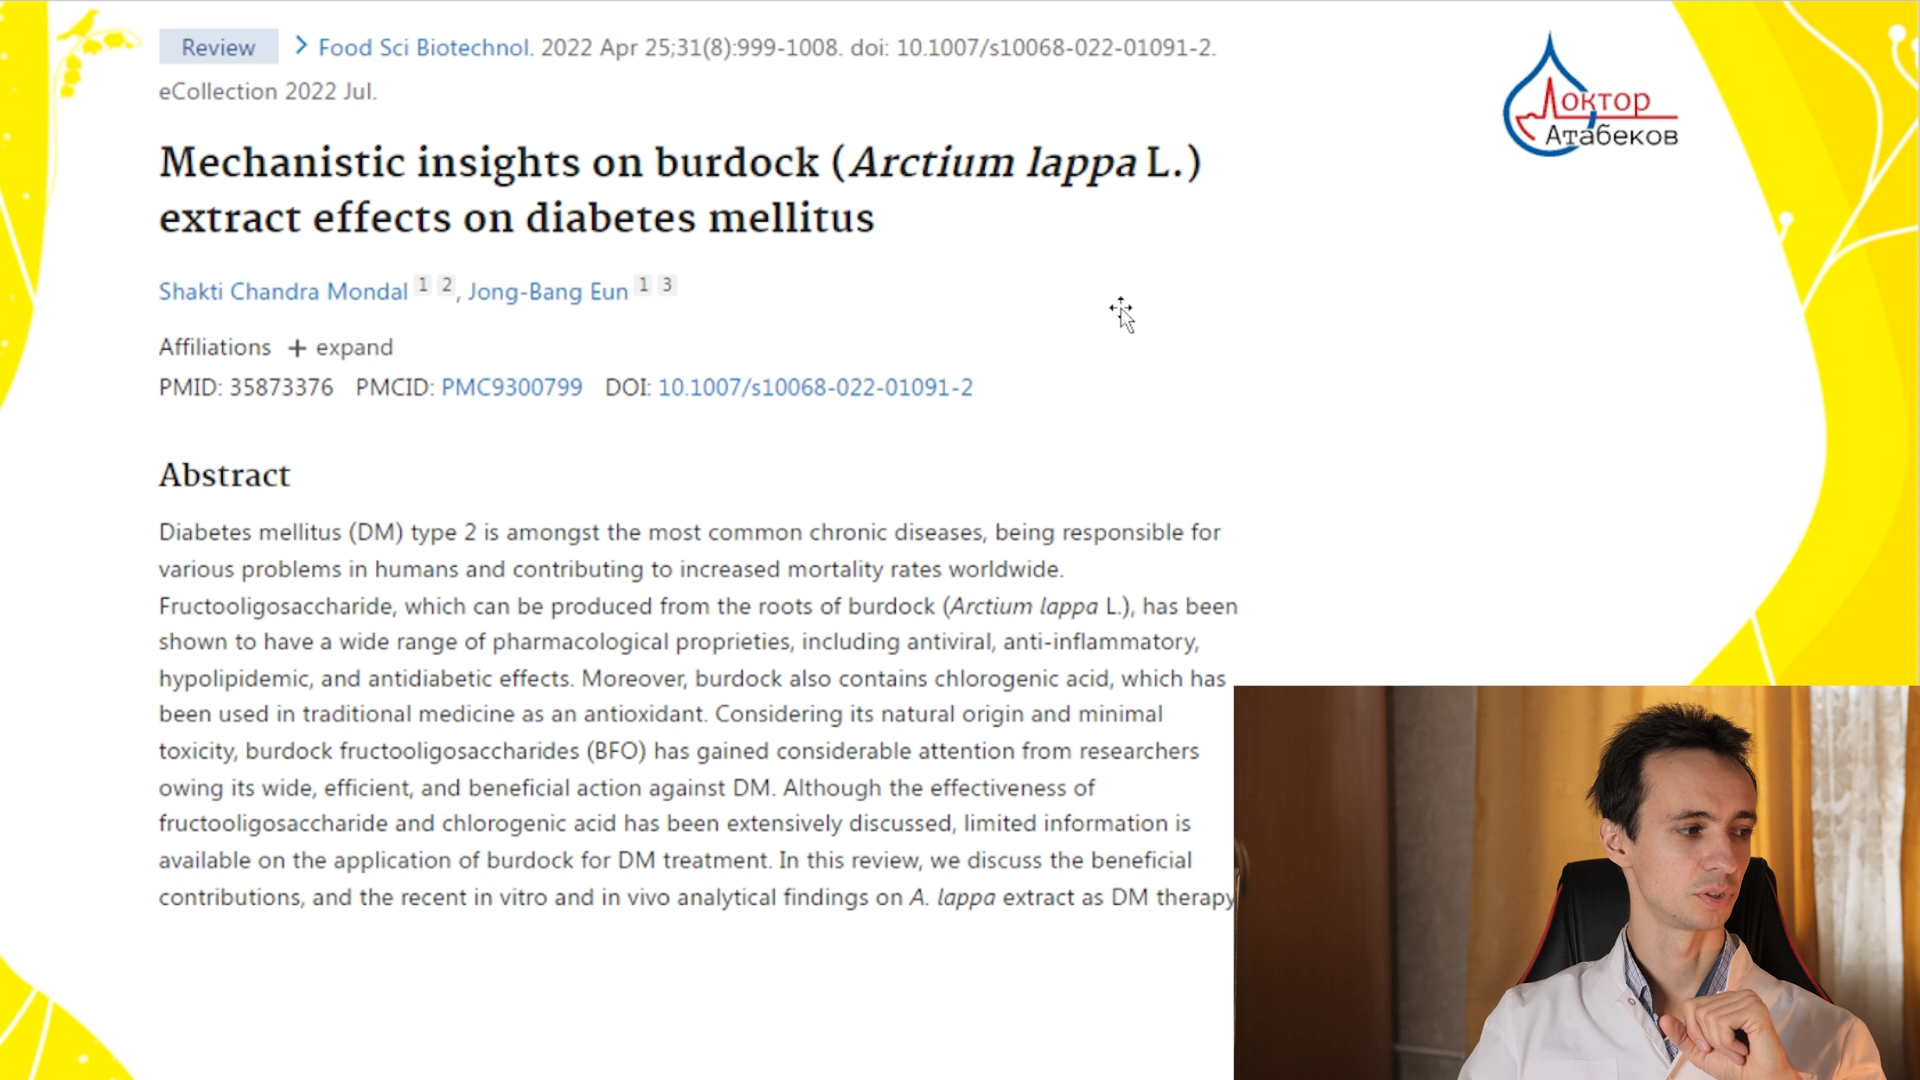 Review > Food Sci Biotechnol. 2022 Apr 25;31(8):999-1008. doi: 10.1007/s10068-022-01091-2.
eCollection 2022 Jul.
Доктор
Атабеков
Mechanistic insights on burdock (Arctium lappa L.)
extract effects on diabetes mellitus
Shakti Chandra Mondal 1 2, Jong-Bang Eun 1 3
Affiliations + expand
PMID: 35873376 PMCID: PMC9300799 DOI: 10.1007/s10068-022-01091-2
Abstract
Diabetes mellitus (DM) type 2 is amongst the most common chronic diseases, being responsible for
various problems in humans and contributing to increased mortality rates worldwide.
Fructooligosaccharide, which can be produced from the roots of burdock (Arctium lappa L.), has been
shown to have a wide range of pharmacological proprieties, including antiviral, anti-inflammatory,
hypolipidemic, and antidiabetic effects. Moreover, burdock also contains chlorogenic acid, which has
been used in traditional medicine as an antioxidant. Considering its natural origin and minimal
toxicity, burdock fructooligosaccharides (BFO) has gained considerable attention from researchers
owing its wide, efficient, and beneficial action against DM. Although the effectiveness of
fructooligosaccharide and chlorogenic acid has been extensively discussed, limited information is
available on the application of burdock for DM treatment. In this review, we discuss the beneficial
contributions, and the recent in vitro and in vivo analytical findings on A. lappa extract as DM therapy